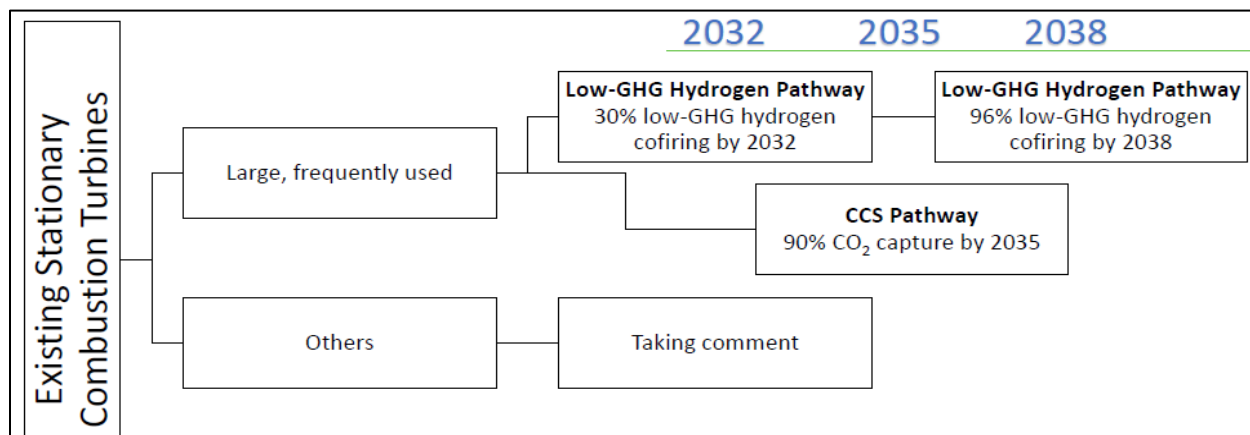 2032 2035 2038
Existing Stationary
Combustion Turbines
Large, frequently used
Low-GHG Hydrogen Pathway
30% low-GHG hydrogen
cofiring by 2032
Low-GHG Hydrogen Pathway
96% low-GHG hydrogen
cofiring by 2038
CCS Pathway
90% CO₂ capture by 2035
Others
Taking comment